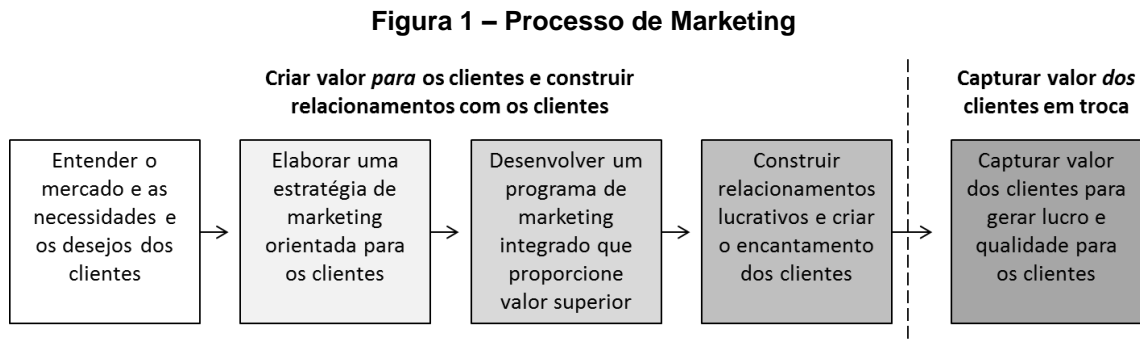 Figura 1 – Processo de Marketing
Criar valor para os clientes e construir
relacionamentos com os clientes
Capturar valor dos
clientes em troca
Entender o
mercado e as
necessidades e
os desejos dos
clientes
Elaborar uma
estratégia de
marketing
orientada para
os clientes
Desenvolver um
programa de
marketing
integrado que
proporcione
valor superior
Construir
relacionamentos
lucrativos e criar
o encantamento
dos clientes
Capturar valor
dos clientes para
gerar lucro e
qualidade para
os clientes